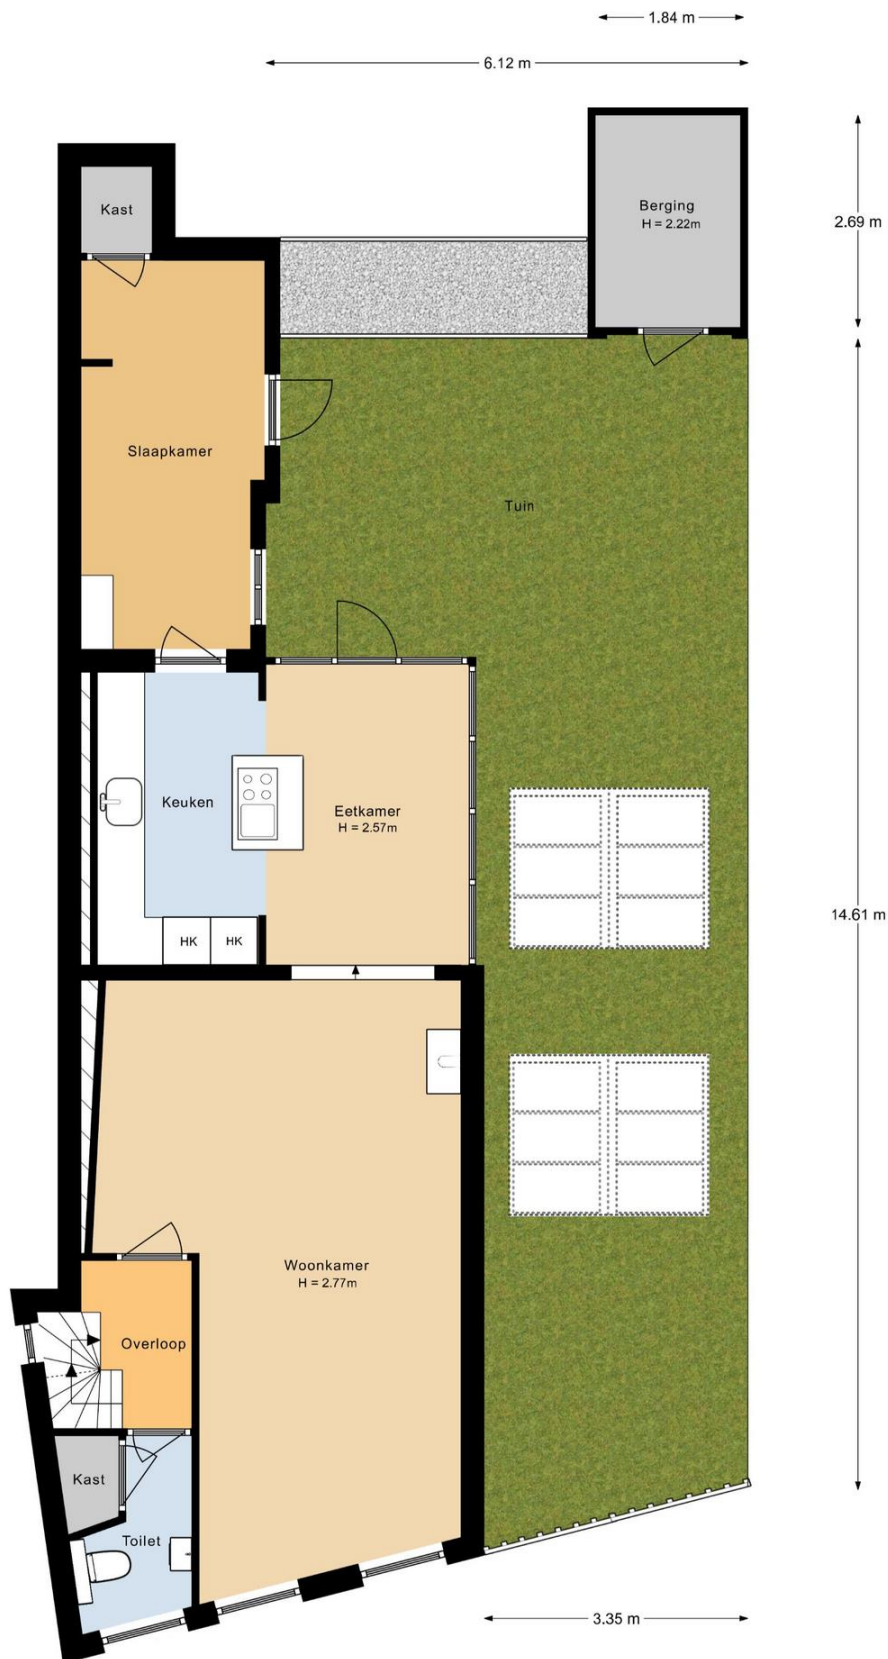 1.84 m
6.12 m
Kast
Berging
H = 2.22m
2.69 m
Slaapkamer
Tuin
Keuken
Eetkamer
H = 2.57m
14.61 m
HK
HK
Woonkamer
H = 2.77m
Overloop
Kast
Toilet
3.35 m